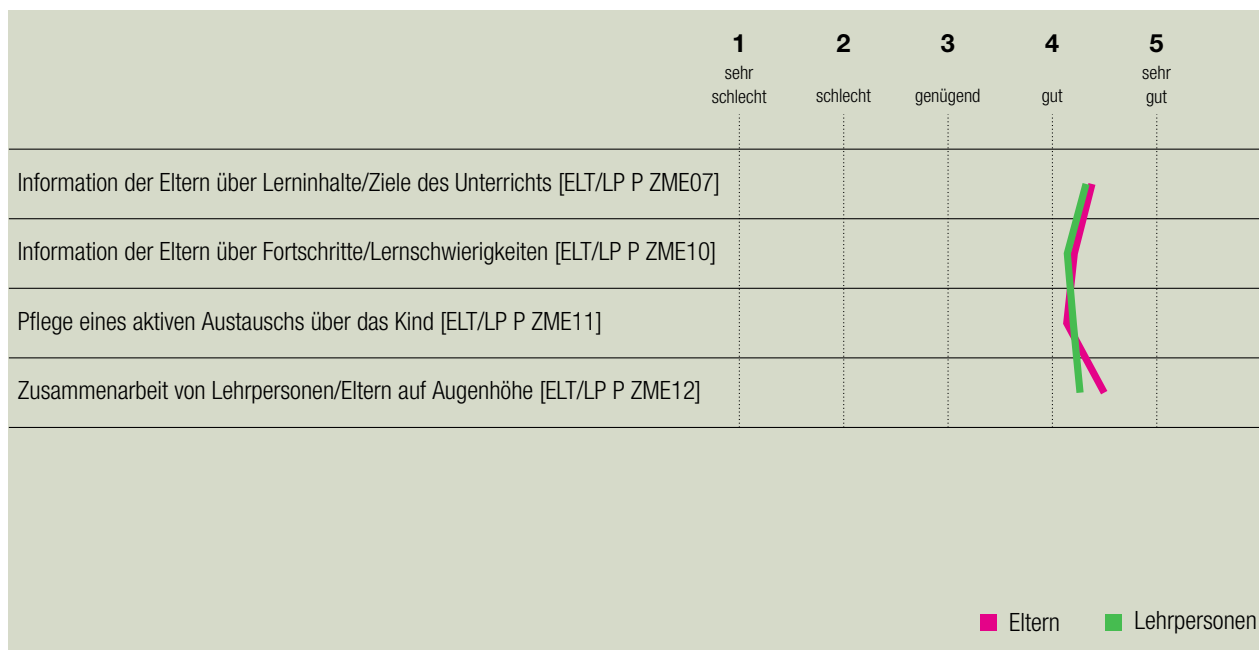 1 2 3 4 5
sehr schlecht schlecht genügend gut sehr gut
Information der Eltern über Lerninhalte/Ziele des Unterrichts [ELT/LP P ZME07]
Information der Eltern über Fortschritte/Lernschwierigkeiten [ELT/LP P ZME10]
Pflege eines aktiven Austauschs über das Kind [ELT/LP P ZME11]
Zusammenarbeit von Lehrpersonen/Eltern auf Augenhöhe [ELT/LP P ZME12]
Eltern Lehrpersonen